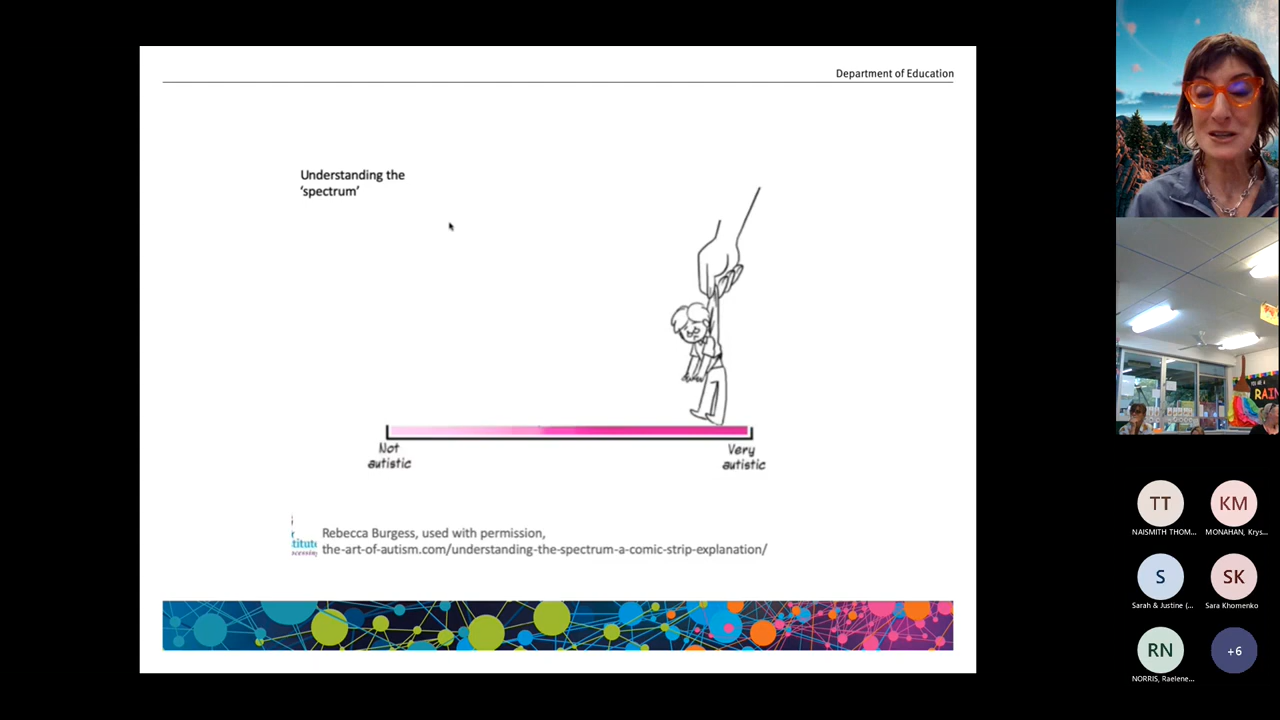 Department of Education
Understanding the
‘spectrum’
Not
autistic
Very
autistic
Rebecca Burgess, used with permission,
the-art-of-autism.com/understanding-the-spectrum-a-comic-strip-explanation/
titute
RAIN
TT
KM
NAISMITH THOM...
MONAHAN, Krys...
S
SK
Sarah & Justine (...
Sara Khomenko
RN
+6
NORRIS, Raelene...